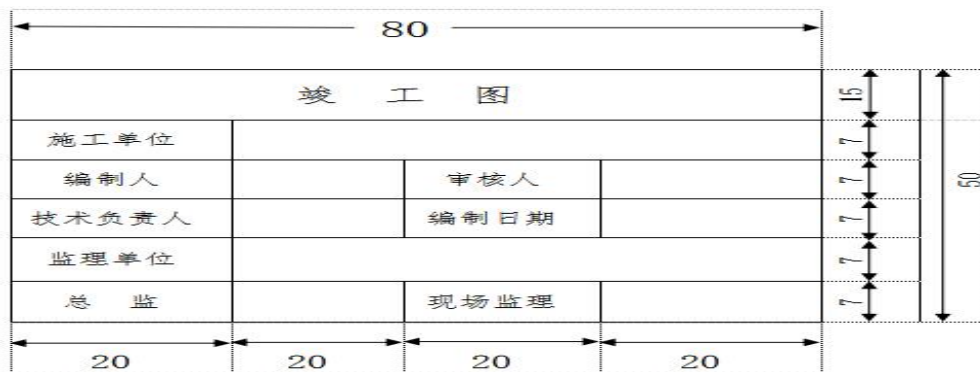 80
竣 工 图
15
施工单位
7
编制人 审核人
7
50
技术负责人 编制日期
7
监理单位
7
总 监 现场监理
7
20 20 20 20